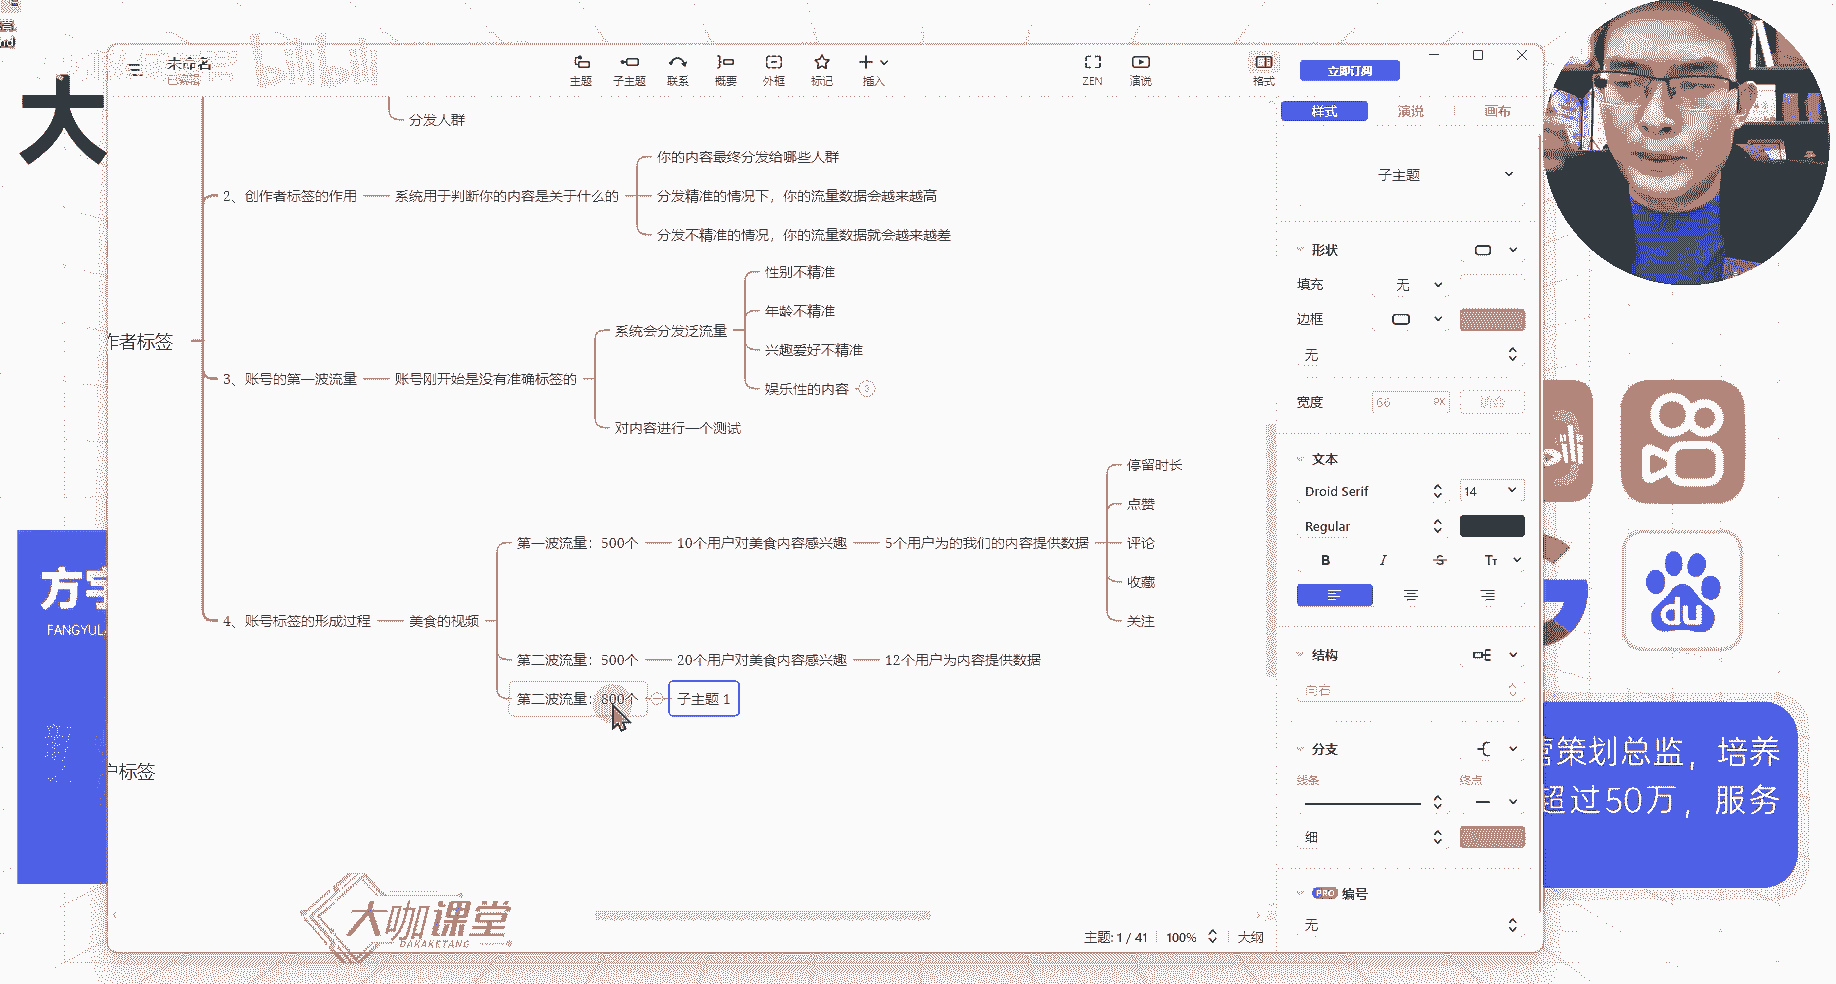 未命名
已编辑
bilibili
主题
子主题
联系
概要
外框
标记
插入
ZEN
演说
格式
立即订阅
大
分发人群
2、创作者标签的作用
系统用于判断你的内容是关于什么的
你的内容最终分发给哪些人群
分发精准的情况下，你的流量数据会越来越高
分发不精准的情况，你的流量数据就会越来越差
作者标签
3、账号的第一波流量
账号刚开始是没有准确标签的
系统会分发泛流量
性别不精准
年龄不精准
兴趣爱好不精准
娱乐性的内容
3
对内容进行一个测试
4、账号标签的形成过程
美食的视频
第一波流量：500个
10个用户对美食内容感兴趣
5个用户为的我们的内容提供数据
停留时长
点赞
评论
收藏
关注
第二波流量：500个
20个用户对美食内容感兴趣
12个用户为内容提供数据
第二波流量：800个
子主题 1
户标签
样式
演说
画布
子主题
形状
填充
无
边框
无
宽度
66
PX
文本
Droid Serif
14
Regular
B
I
S
Tт
结构
向右
分支
线条
终点
细
PRO
编号
无
主题: 1 / 41
100%
大纲
大咖课堂
DAKAKETANG
方宇
FANGYU
du
营策划总监，培养
超过50万，服务